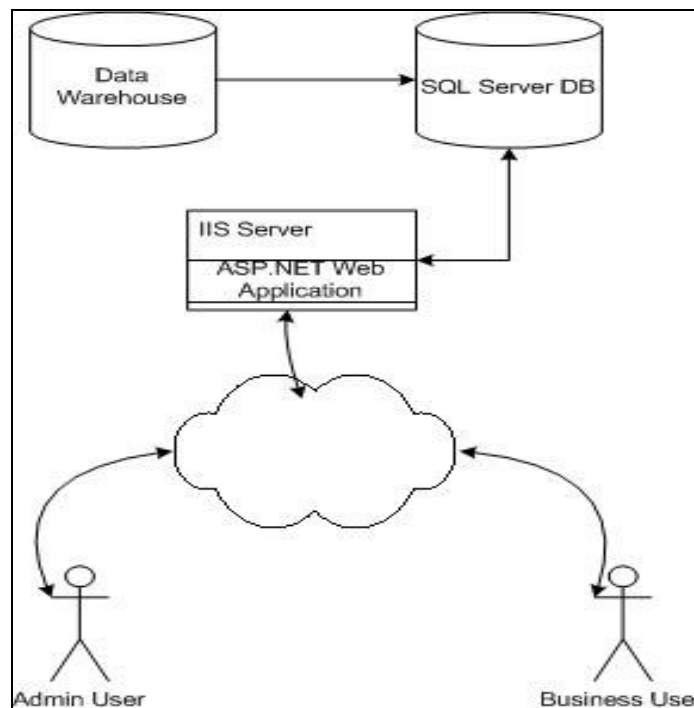 Data
Warehouse
SQL Server DB
IIS Server
ASP.NET Web
Application
Admin User
Business Use